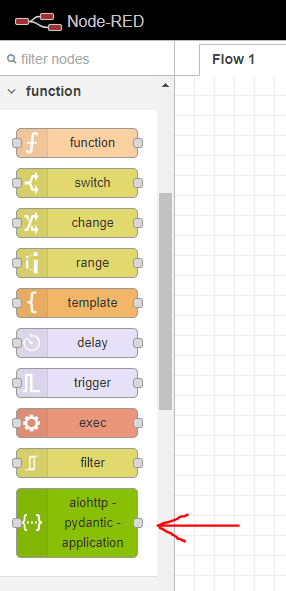 Node-RED
filter nodes
Flow 1
function
function
switch
change
range
template
delay
trigger
exec
filter
aiohttp -
pydantic -
application